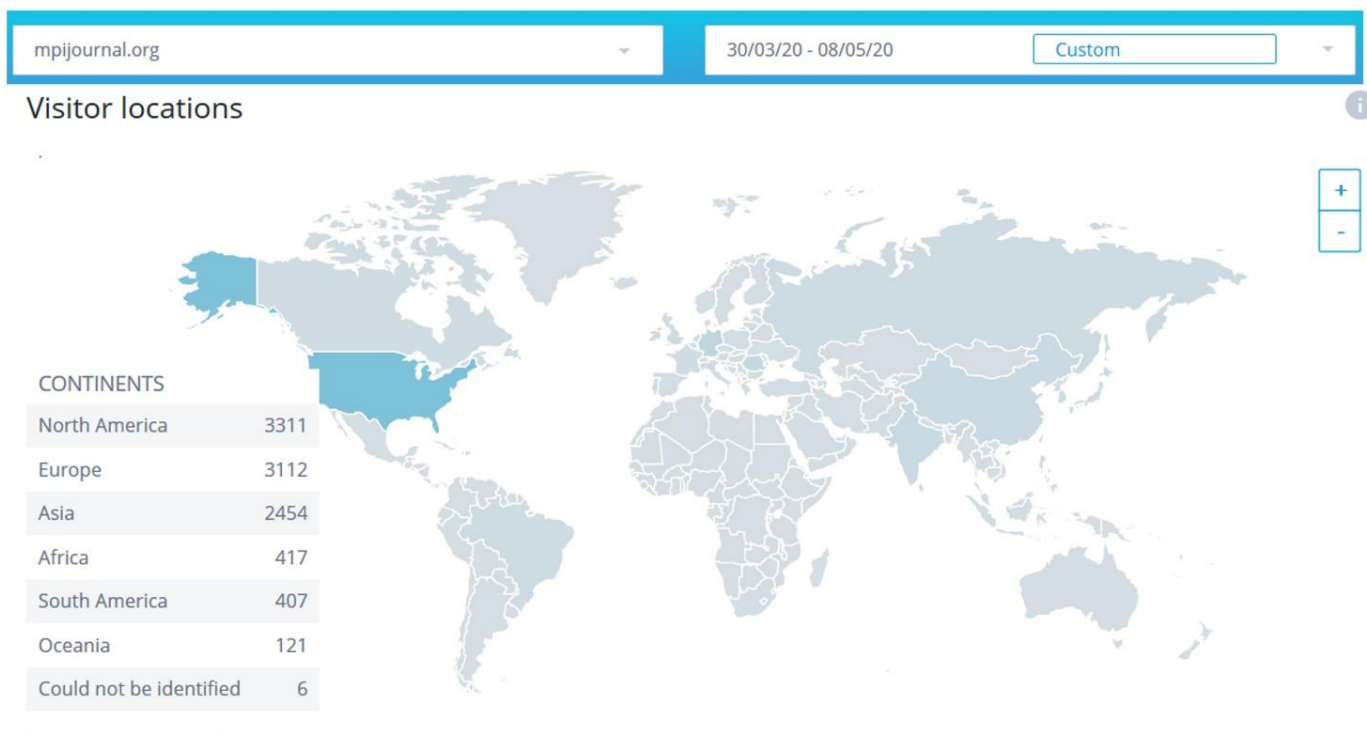 mpijournal.org
30/03/20 - 08/05/20 Custom
Visitor locations
i
+
-
CONTINENTS
North America 3311
Europe 3112
Asia 2454
Africa 417
South America 407
Oceania 121
Could not be identified 6